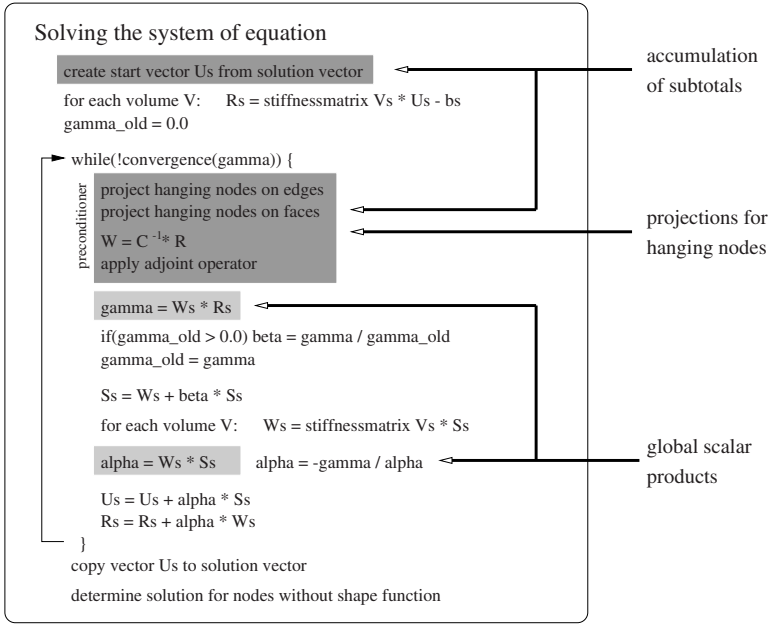 Solving the system of equation
create start vector Us from solution vector
for each volume V: Rs = stiffnessmatrix Vs * Us - bs
gamma_old = 0.0
while(!convergence(gamma)) {
preconditioner
project hanging nodes on edges
project hanging nodes on faces
W = C -1* R
apply adjoint operator
gamma = Ws * Rs
if(gamma_old > 0.0) beta = gamma / gamma_old
gamma_old = gamma
Ss = Ws + beta * Ss
for each volume V: Ws = stiffnessmatrix Vs * Ss
alpha = Ws * Ss alpha = -gamma / alpha
Us = Us + alpha * Ss
Rs = Rs + alpha * Ws
}
copy vector Us to solution vector
determine solution for nodes without shape function
accumulation
of subtotals
projections for
hanging nodes
global scalar
products